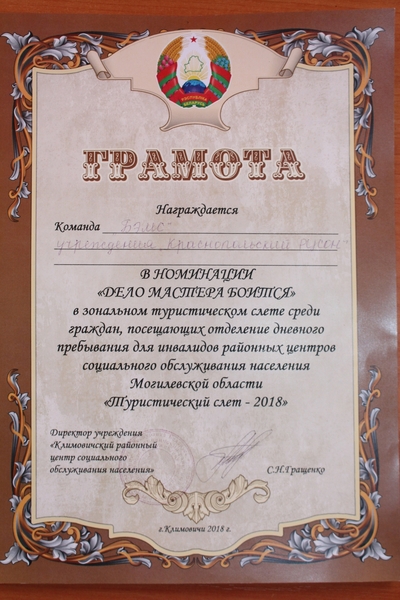 ГРАМОТА
Награждается
Команда
учреждения „Краснопольский РЦСОН"
В НОМИНАЦИИ
«ДЕЛО МАСТЕРА БОИТСЯ»
в зональном туристическом слете среди
граждан, посещающих отделение дневного
пребывания для инвалидов районных центров
социального обслуживания населения
Могилевской области
«Туристический слет - 2018»
Директор учреждения
«Климовичский районный
центр социального
обслуживания населения»
С.Н.Гращенко
г.Климовичи 2018 г.